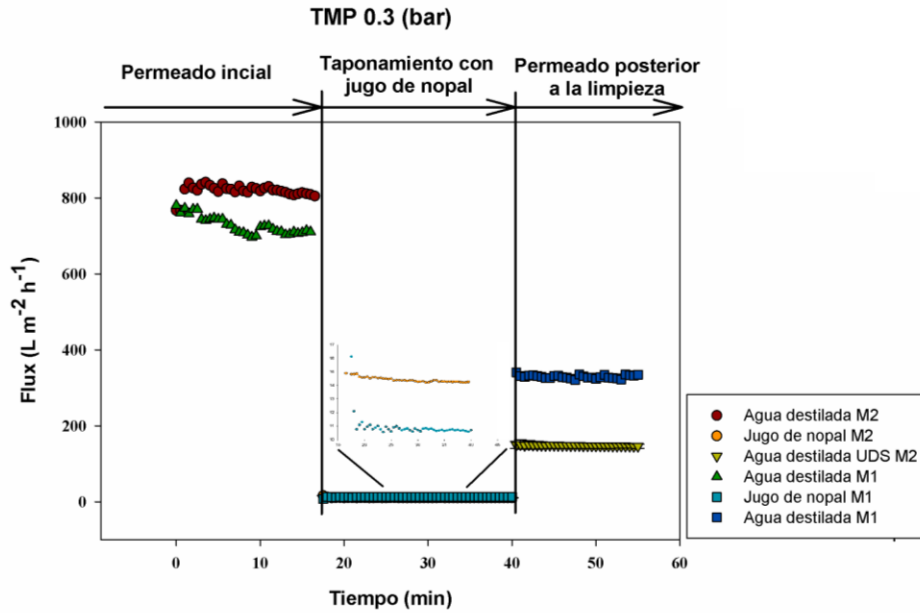 TMP 0.3 (bar)
Permeado incial
Taponamiento con
jugo de nopal
Permeado posterior
a la limpieza
1000
800
600
400
200
0
Flux (L m-2 h-1)
0
10
20
30
40
50
60
Tiempo (min)
Agua destilada M2
Jugo de nopal M2
Agua destilada UDS M2
Agua destilada M1
Jugo de nopal M1
Agua destilada M1